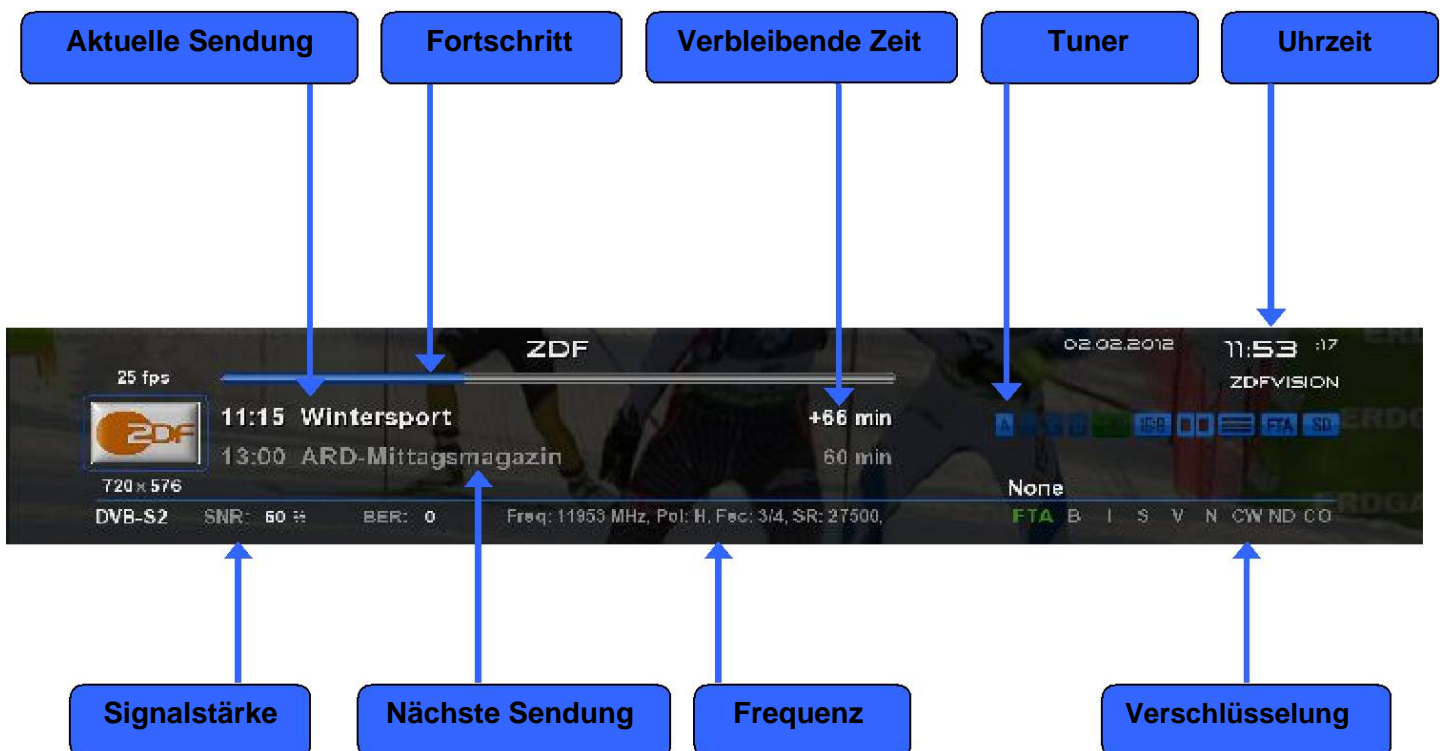 Aktuelle Sendung Fortschritt Verbleibende Zeit Tuner Uhrzeit
ZDF 02.02.2012 11:53 :17
25 fps ZDFVISION
ZDF 11:15 Wintersport +66 min
A 16:9 FTA SD
13:00 ARD-Mittagsmagazin 60 min
720 x 576 None
DVB-S2 SNR: 60 % BER: 0 Freq: 11953 MHz, Pol: H, Fec: 3/4, SR: 27500, FTA B I S V N CW ND CO
Signalstärke Nächste Sendung Frequenz Verschlüsselung